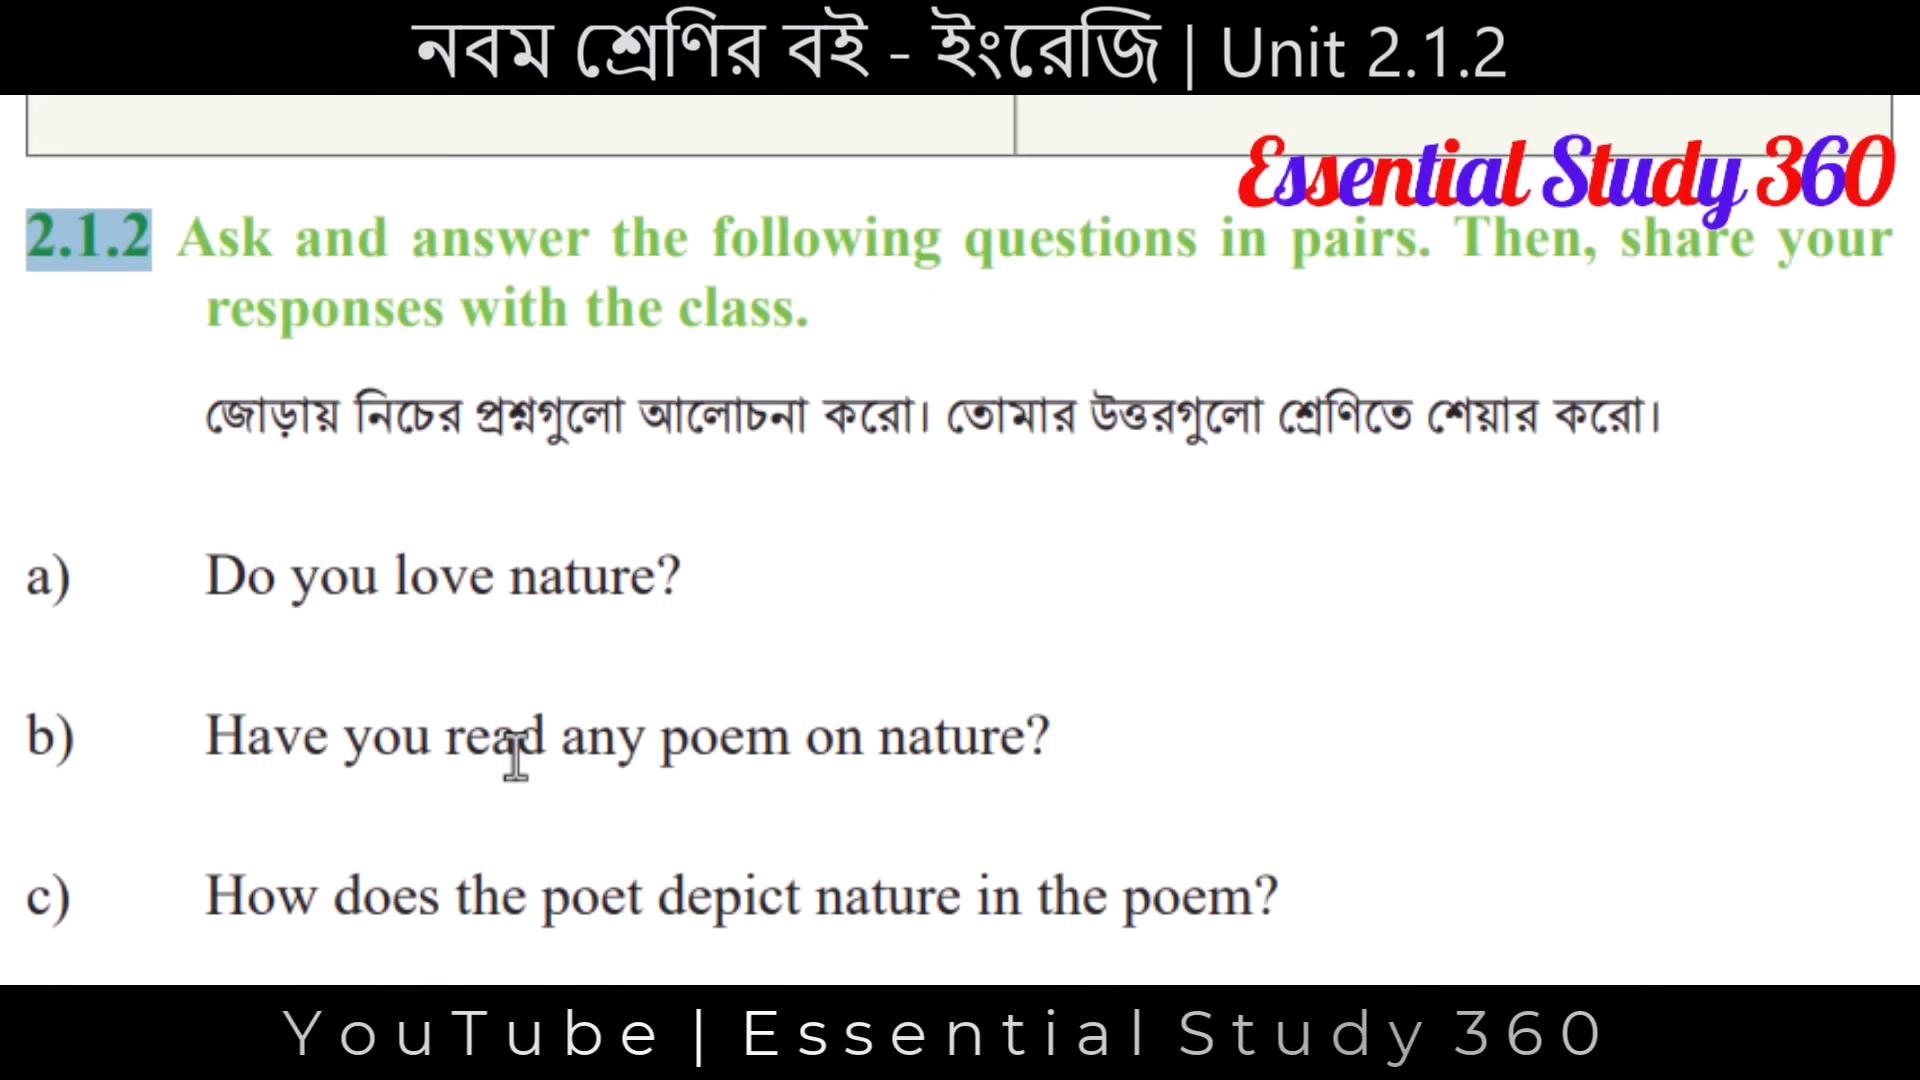 নবম শ্রেণির বই - ইংরেজি | Unit 2.1.2
Essential Study 360
2.1.2 Ask and answer the following questions in pairs. Then, share your
responses with the class.
জোড়ায় নিচের প্রশ্নগুলো আলোচনা করো। তোমার উত্তরগুলো শ্রেণিতে শেয়ার করো।
a) Do you love nature?
b) Have you read any poem on nature?
c) How does the poet depict nature in the poem?
YouTube | Essential Study 360